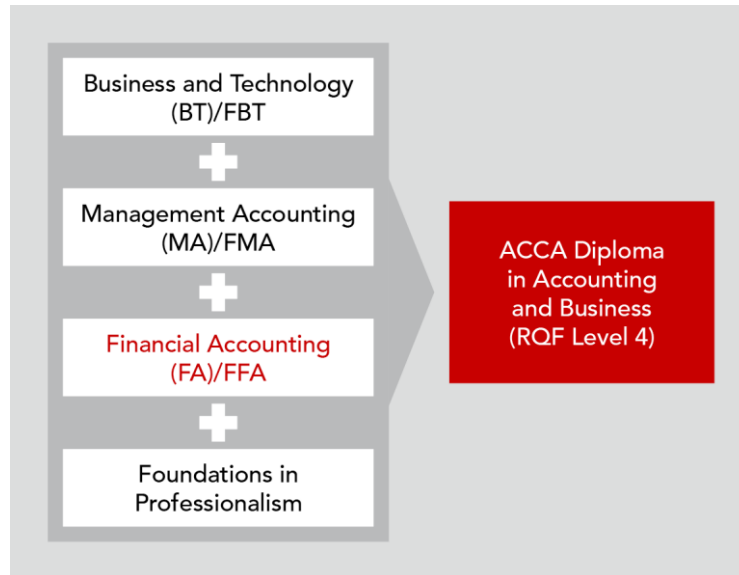 Business and Technology
(BT)/FBT
Management Accounting
(MA)/FMA
Financial Accounting
(FA)/FFA
Foundations in
Professionalism
ACCA Diploma
in Accounting
and Business
(RQF Level 4)